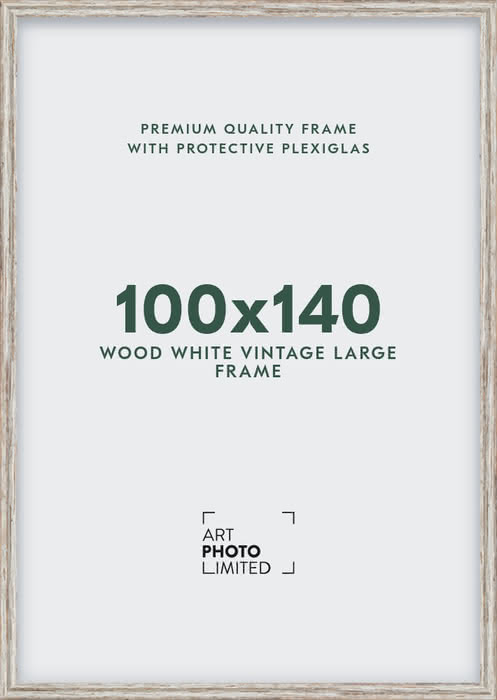 PREMIUM QUALITY FRAME
WITH PROTECTIVE PLEXIGLAS
100x140
WOOD WHITE VINTAGE LARGE
FRAME
ART
PHOTO
LIMITED